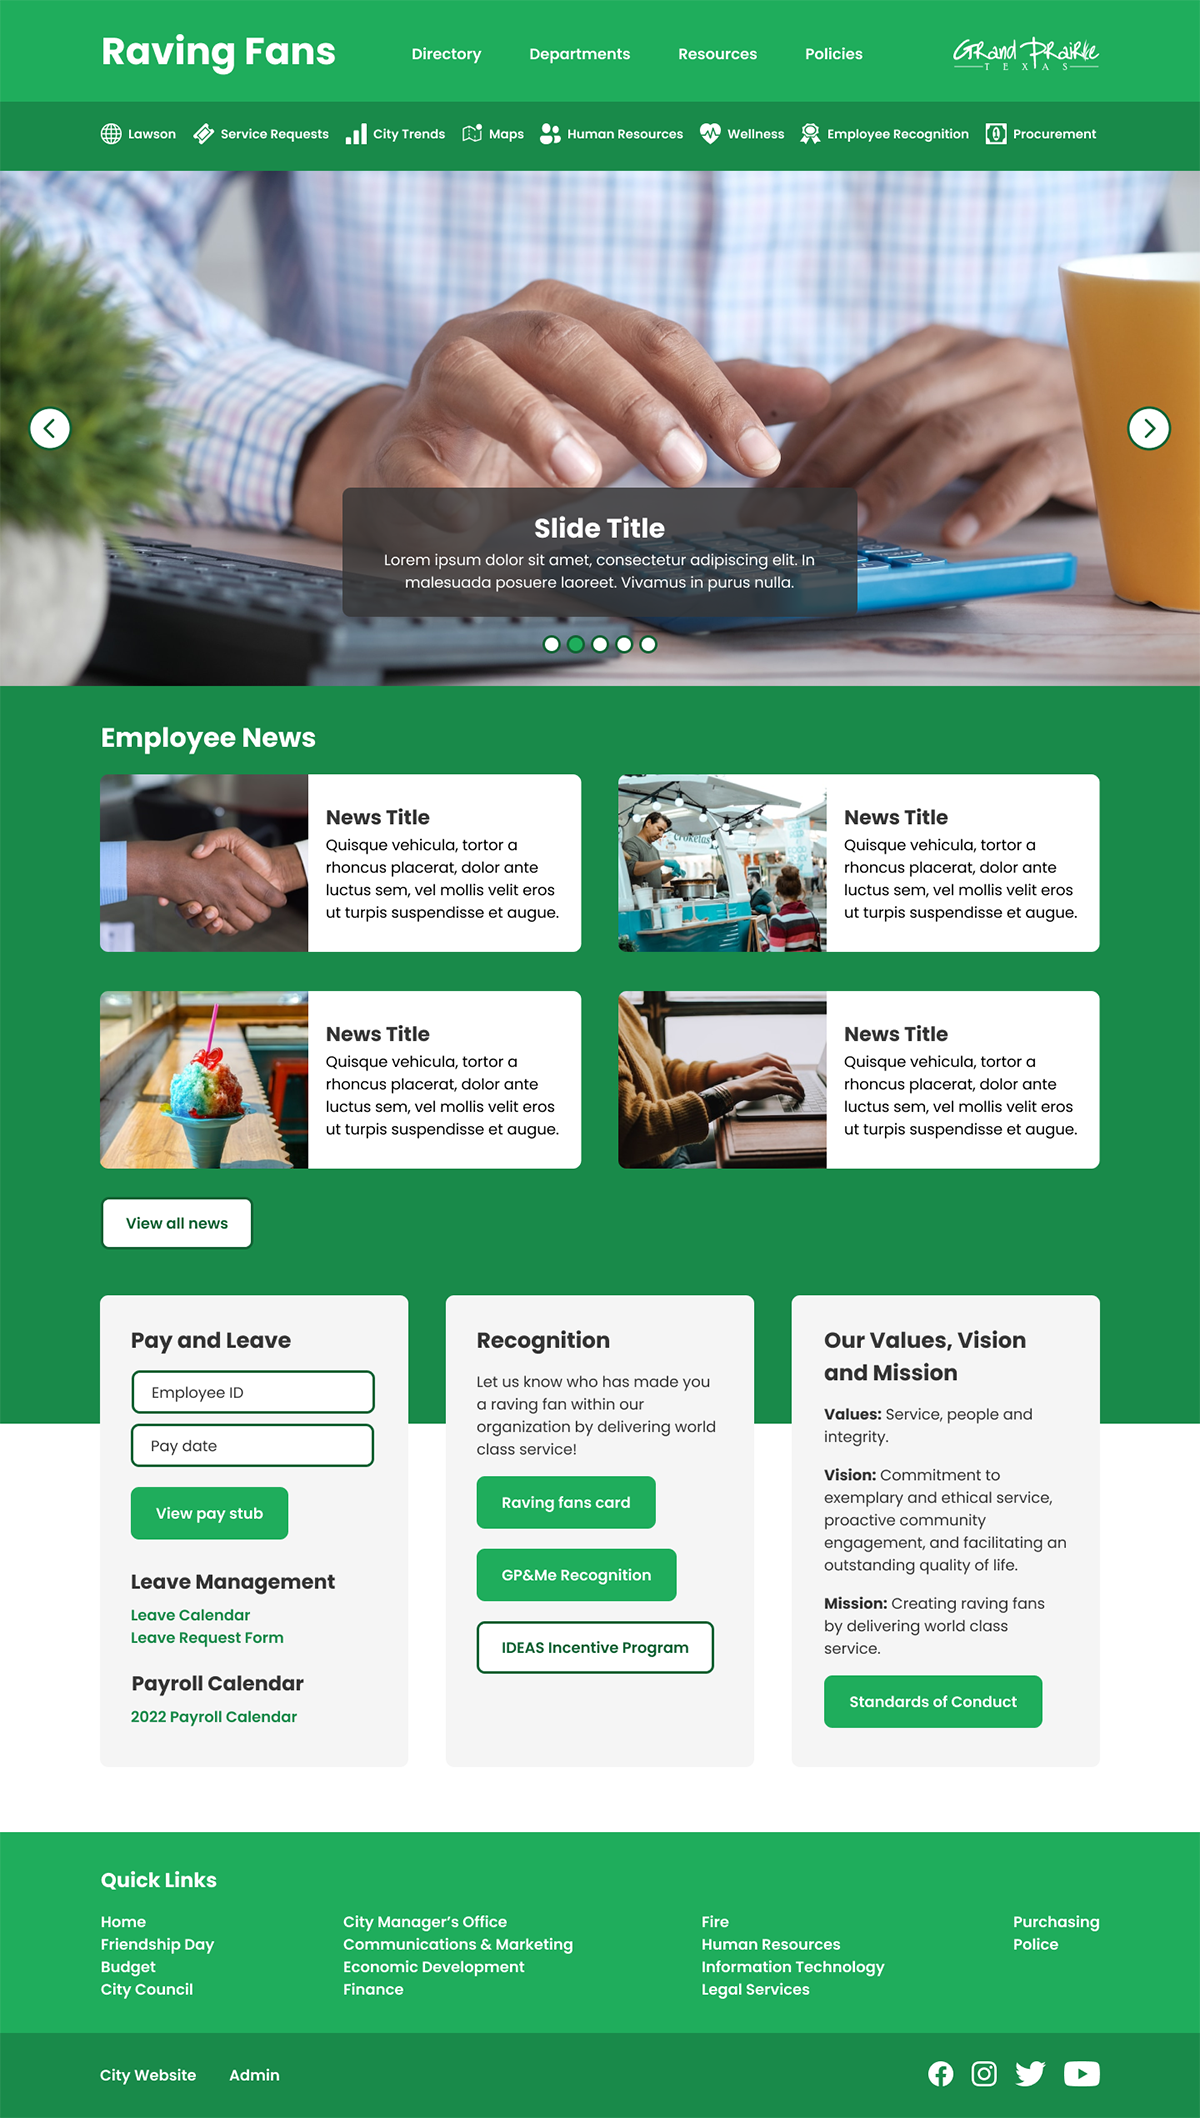 Raving Fans
Directory
Departments
Resources
Policies
Grand Prairie
TEXAS
Lawson
Service Requests
City Trends
Maps
Human Resources
Wellness
Employee Recognition
Procurement
Slide Title
Lorem ipsum dolor sit amet, consectetur adipiscing elit. In
malesuada posuere laoreet. Vivamus in purus nulla.
Employee News
News Title
Quisque vehicula, tortor a
rhoncus placerat, dolor ante
luctus sem, vel mollis velit eros
ut turpis suspendisse et augue.
croketas
News Title
Quisque vehicula, tortor a
rhoncus placerat, dolor ante
luctus sem, vel mollis velit eros
ut turpis suspendisse et augue.
News Title
Quisque vehicula, tortor a
rhoncus placerat, dolor ante
luctus sem, vel mollis velit eros
ut turpis suspendisse et augue.
News Title
Quisque vehicula, tortor a
rhoncus placerat, dolor ante
luctus sem, vel mollis velit eros
ut turpis suspendisse et augue.
View all news
Pay and Leave
Employee ID
Pay date
View pay stub
Leave Management
Leave Calendar
Leave Request Form
Payroll Calendar
2022 Payroll Calendar
Recognition
Let us know who has made you
a raving fan within our
organization by delivering world
class service!
Raving fans card
GP&Me Recognition
IDEAS Incentive Program
Our Values, Vision
and Mission
Values: Service, people and
integrity.
Vision: Commitment to
exemplary and ethical service,
proactive community
engagement, and facilitating an
outstanding quality of life.
Mission: Creating raving fans
by delivering world class
service.
Standards of Conduct
Quick Links
Home
Friendship Day
Budget
City Council
City Manager’s Office
Communications & Marketing
Economic Development
Finance
Fire
Human Resources
Information Technology
Legal Services
Purchasing
Police
City Website
Admin